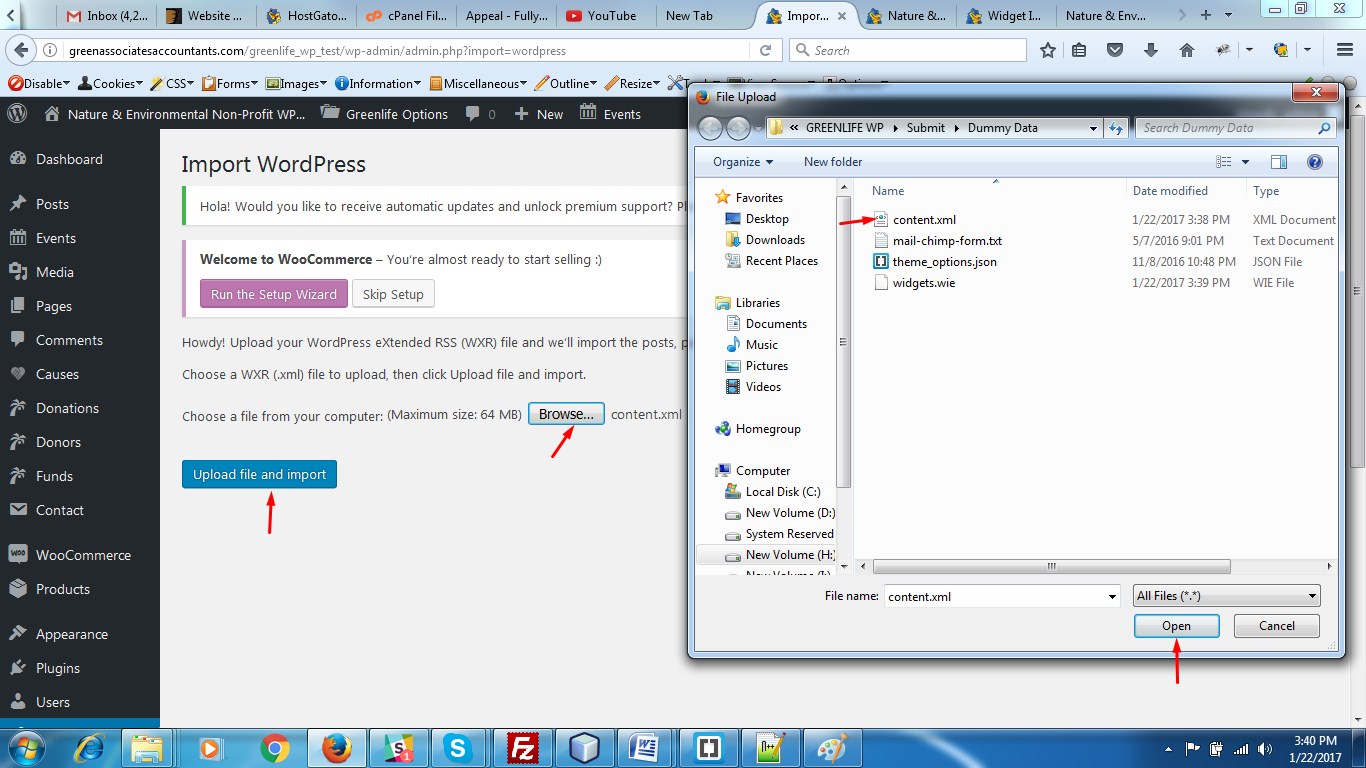 Inbox (4,2...
Website ...
HostGato...
cPanel Fil...
Appeal - Fully...
YouTube
New Tab
Impor...
Nature &...
Widget I...
Nature & Env...
greenassociatesaccountants.com/greenlife_wp_test/wp-admin/admin.php?import=wordpress
Search
Disable
Cookies
CSS
Forms
Images
Information
Miscellaneous
Outline
Resize
Nature & Environmental Non-Profit WP...
Greenlife Options
0
New
Events
Dashboard
Posts
Events
Media
Pages
Comments
Causes
Donations
Donors
Funds
Contact
WooCommerce
Products
Appearance
Plugins
Users
Import WordPress
Hola! Would you like to receive automatic updates and unlock premium support? Pl
Welcome to WooCommerce – You're almost ready to start selling :)
Run the Setup Wizard
Skip Setup
Howdy! Upload your WordPress eXtended RSS (WXR) file and we'll import the posts, p
Choose a WXR (.xml) file to upload, then click Upload file and import.
Choose a file from your computer: (Maximum size: 64 MB) Browse... content.xml
Upload file and import
File Upload
« GREENLIFE WP
Submit
Dummy Data
Search Dummy Data
Organize
New folder
Favorites
Desktop
Downloads
Recent Places
Libraries
Documents
Music
Pictures
Videos
Homegroup
Computer
Local Disk (C:)
New Volume (D:)
System Reserved
New Volume (H:)
Name Date modified Type
content.xml 1/22/2017 3:38 PM XML Document
mail-chimp-form.txt 5/7/2016 9:01 PM Text Document
theme_options.json 11/8/2016 10:48 PM JSON File
widgets.wie 1/22/2017 3:39 PM WIE File
File name: content.xml
All Files (*.*)
Open
Cancel
3:40 PM
1/22/2017